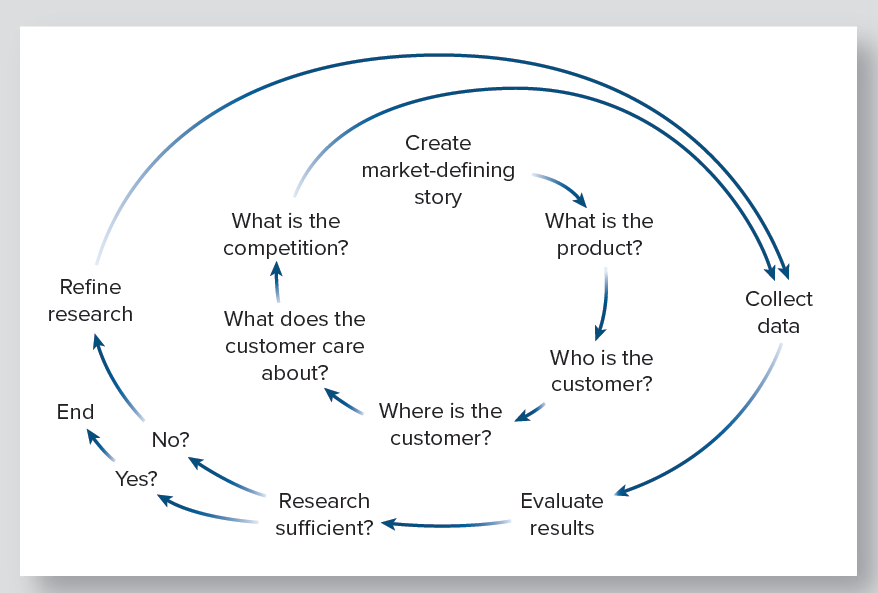 Create
market-defining
story
What is the
product?
Who is the
customer?
Where is the
customer?
What does the
customer care
about?
What is the
competition?
Collect
data
Evaluate
results
Research
sufficient?
No?
Yes?
End
Refine
research